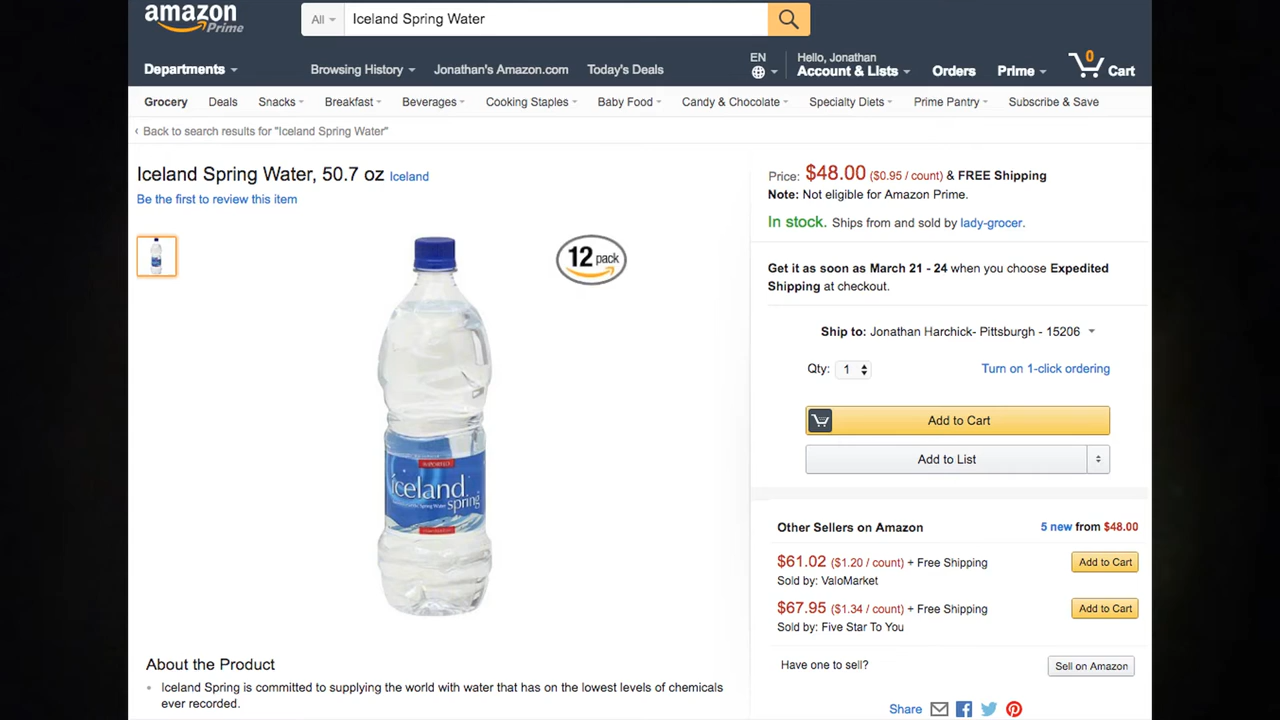 amazon
Prime
All
Iceland Spring Water
Departments
Browsing History
Jonathan's Amazon.com
Today's Deals
EN
Hello, Jonathan
Account & Lists
Orders
Prime
0
Cart
Grocery
Deals
Snacks
Breakfast
Beverages
Cooking Staples
Baby Food
Candy & Chocolate
Specialty Diets
Prime Pantry
Subscribe & Save
‹ Back to search results for "Iceland Spring Water"
Iceland Spring Water, 50.7 oz Iceland
Be the first to review this item
12 pack
IMPORTED
iceland
Spring Water
spring
About the Product
• Iceland Spring is committed to supplying the world with water that has on the lowest levels of chemicals
ever recorded.
Price: $48.00 ($0.95 / count) & FREE Shipping
Note: Not eligible for Amazon Prime.
In stock. Ships from and sold by lady-grocer.
Get it as soon as March 21 - 24 when you choose Expedited
Shipping at checkout.
Ship to: Jonathan Harchick- Pittsburgh - 15206
Qty: 1
Turn on 1-click ordering
Add to Cart
Add to List
Other Sellers on Amazon
5 new from $48.00
$61.02 ($1.20 / count) + Free Shipping
Add to Cart
Sold by: VaioMarket
$67.95 ($1.34 / count) + Free Shipping
Add to Cart
Sold by: Five Star To You
Have one to sell?
Sell on Amazon
Share